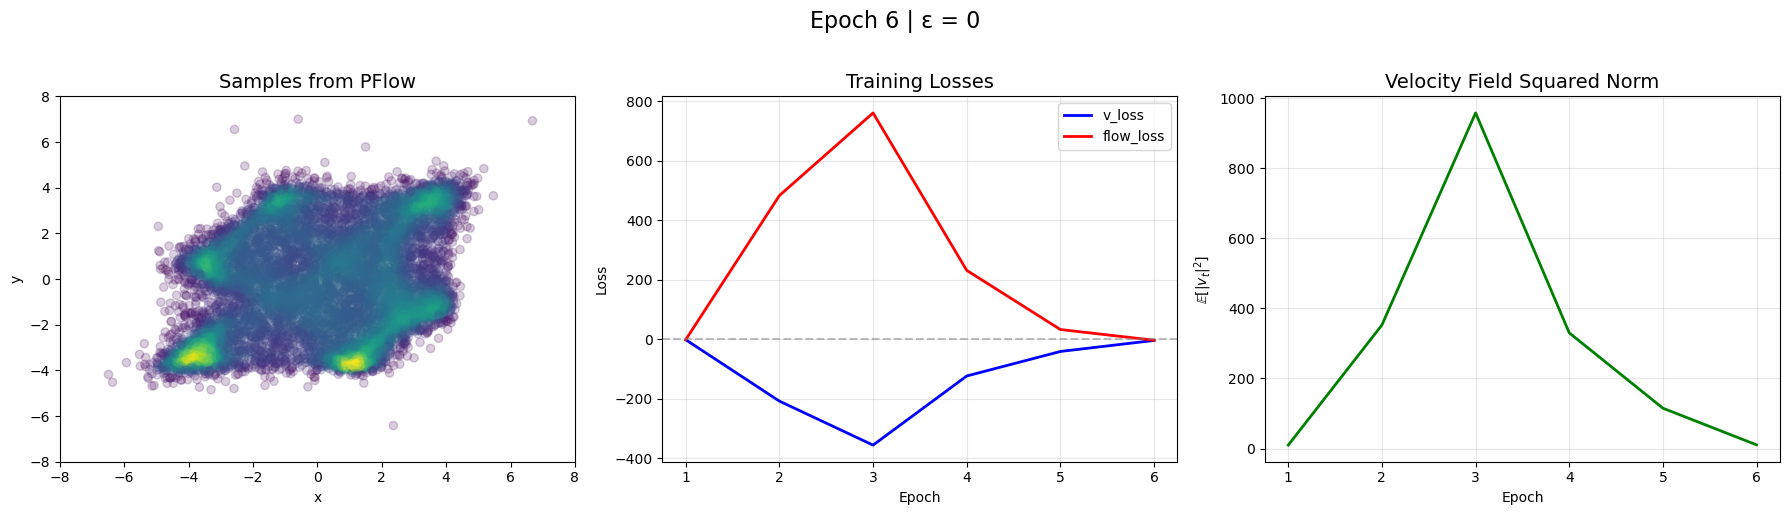 Epoch 6 | ε = 0
Samples from PFlow
8
6
4
2
0
−2
−4
−6
−8
y
−8 −6 −4 −2 0 2 4 6 8
x
Training Losses
800
600
400
200
0
−200
−400
Loss
v_loss
flow_loss
1 2 3 4 5 6
Epoch
Velocity Field Squared Norm
1000
800
600
400
200
0
𝔼[|v_t|^2]
1 2 3 4 5 6
Epoch